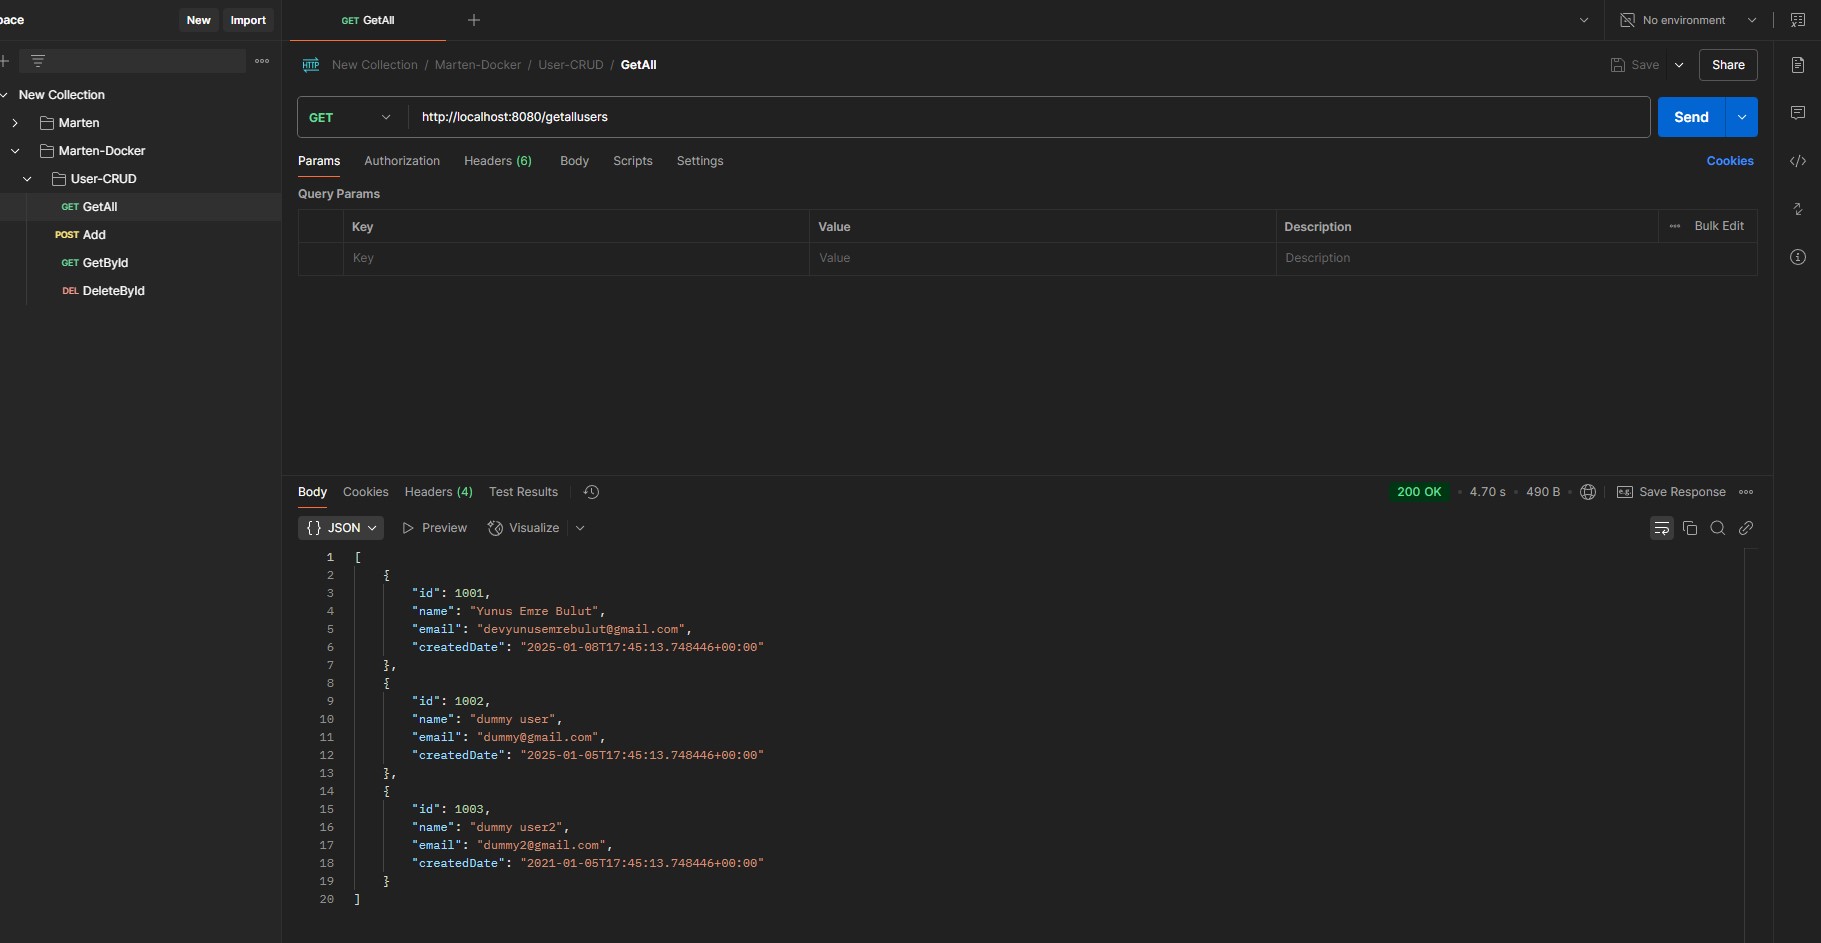 pace New Import
GET GetAll No environment
New Collection / Marten-Docker / User-CRUD / GetAll Save Share
New Collection
Marten
Marten-Docker
User-CRUD
GET GetAll
POST Add
GET GetById
DEL DeleteById
GET http://localhost:8080/getallusers Send
Params Authorization Headers (6) Body Scripts Settings Cookies
Query Params
Key Value Description Bulk Edit
Key Value Description
Body Cookies Headers (4) Test Results 200 OK • 4.70 s • 490 B • e.g. Save Response
{} JSON Preview Visualize
1 [
2 {
3 "id": 1001,
4 "name": "Yunus Emre Bulut",
5 "email": "devyunusemrebulut@gmail.com",
6 "createdDate": "2025-01-08T17:45:13.748446+00:00"
7 },
8 {
9 "id": 1002,
10 "name": "dummy user",
11 "email": "dummy@gmail.com",
12 "createdDate": "2025-01-05T17:45:13.748446+00:00"
13 },
14 {
15 "id": 1003,
16 "name": "dummy user2",
17 "email": "dummy2@gmail.com",
18 "createdDate": "2021-01-05T17:45:13.748446+00:00"
19 }
20 ]